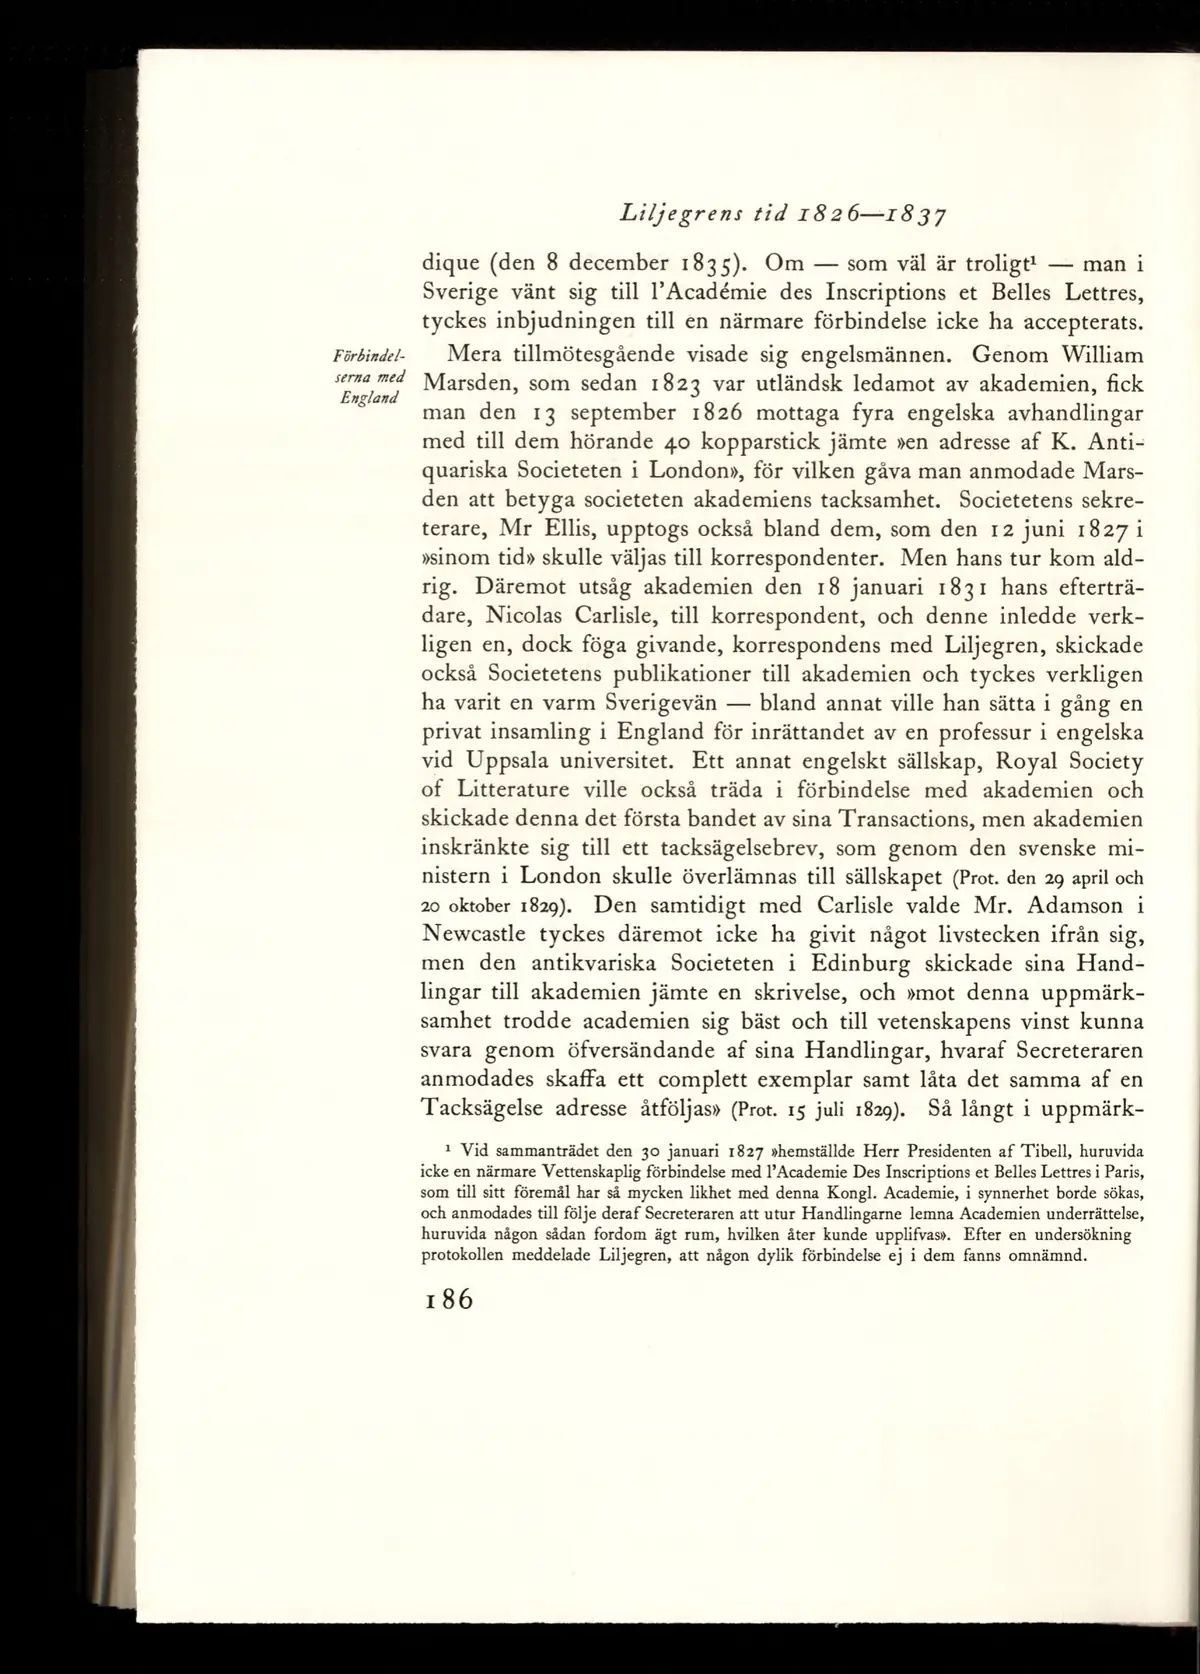 Liljegrens tid 1826—1837
dique (den 8 december 1835). Om — som väl är troligt¹ — man i
Sverige vänt sig till l’Académie des Inscriptions et Belles Lettres,
tyckes inbjudningen till en närmare förbindelse icke ha accepterats.
Förbindel-
serna med
England
Mera tillmötesgående visade sig engelsmännen. Genom William
Marsden, som sedan 1823 var utländsk ledamot av akademien, fick
man den 13 september 1826 mottaga fyra engelska avhandlingar
med till dem hörande 40 kopparstick jämte »en adresse af K. Anti-
quariska Societeten i London», för vilken gåva man anmodade Mars-
den att betyga societeten akademiens tacksamhet. Societetens sekre-
terare, Mr Ellis, upptogs också bland dem, som den 12 juni 1827 i
»sinom tid» skulle väljas till korrespondenter. Men hans tur kom ald-
rig. Däremot utsåg akademien den 18 januari 1831 hans efterträ-
dare, Nicolas Carlisle, till korrespondent, och denne inledde verk-
ligen en, dock föga givande, korrespondens med Liljegren, skickade
också Societetens publikationer till akademien och tyckes verkligen
ha varit en varm Sverigevän — bland annat ville han sätta i gång en
privat insamling i England för inrättandet av en professur i engelska
vid Uppsala universitet. Ett annat engelskt sällskap, Royal Society
of Litterature ville också träda i förbindelse med akademien och
skickade denna det första bandet av sina Transactions, men akademien
inskränkte sig till ett tacksägelsebrev, som genom den svenske mi-
nistern i London skulle överlämnas till sällskapet (Prot. den 29 april och
20 oktober 1829). Den samtidigt med Carlisle valde Mr. Adamson i
Newcastle tyckes däremot icke ha givit något livstecken ifrån sig,
men den antikvariska Societeten i Edinburg skickade sina Hand-
lingar till akademien jämte en skrivelse, och »mot denna uppmärk-
samhet trodde academien sig bäst och till vetenskapens vinst kunna
svara genom öfversändande af sina Handlingar, hvaraf Secreteraren
anmodades skaffa ett complett exemplar samt låta det samma af en
Tacksägelse adresse åtföljas» (Prot. 15 juli 1829). Så långt i uppmärk-
¹ Vid sammanträdet den 30 januari 1827 »hemställde Herr Presidenten af Tibell, huruvida
icke en närmare Vettenskaplig förbindelse med l’Academie Des Inscriptions et Belles Lettres i Paris,
som till sitt föremål har så mycken likhet med denna Kongl. Academie, i synnerhet borde sökas,
och anmodades till följe deraf Secreteraren att utur Handlingarne lemna Academien underrättelse,
huruvida någon sådan fordom ägt rum, hvilken åter kunde upplifvas». Efter en undersökning
protokollen meddelade Liljegren, att någon dylik förbindelse ej i dem fanns omnämnd.
186